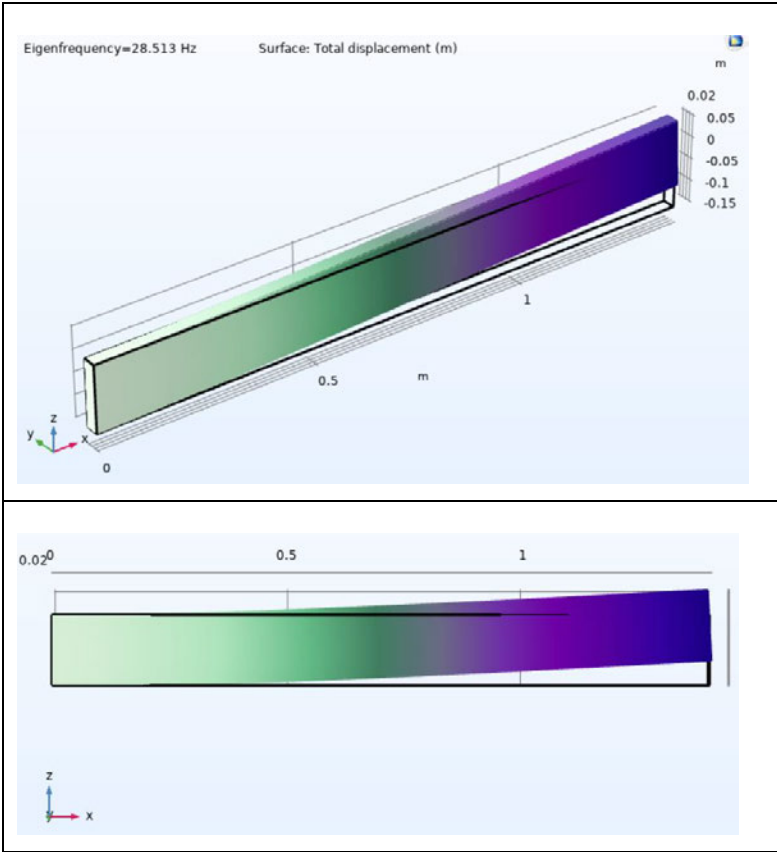 Eigenfrequency=28.513 Hz Surface: Total displacement (m)
m
0.02
0.05
0
-0.05
-0.1
-0.15
1
0.5
m
0
z
y
x
0.02
0
0.5
1
z
y
x